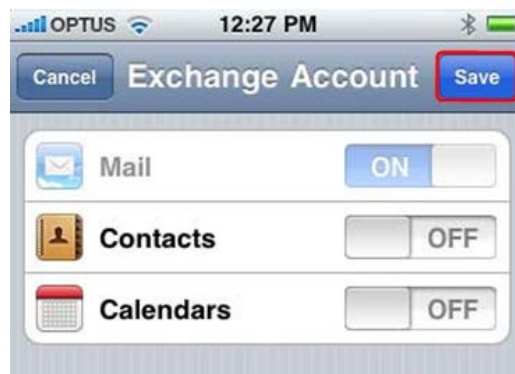 OPTUS 12:27 PM
Cancel Exchange Account Save
Mail ON
Contacts OFF
Calendars OFF